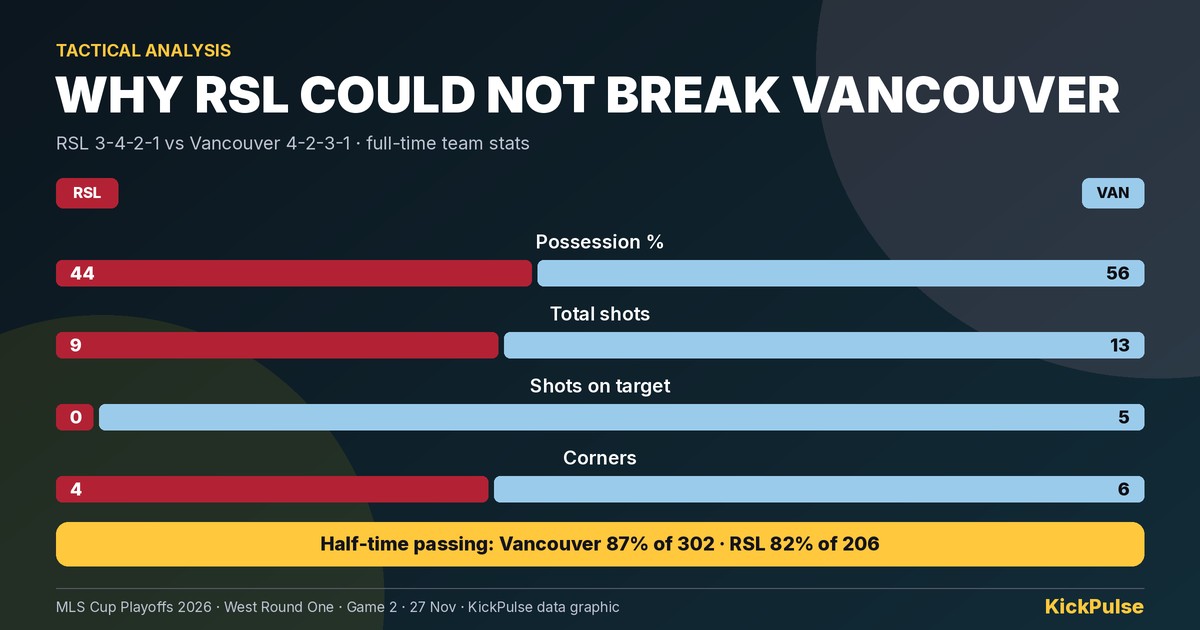 TACTICAL ANALYSIS
WHY RSL COULD NOT BREAK VANCOUVER
RSL 3-4-2-1 vs Vancouver 4-2-3-1 · full-time team stats
RSL VAN
Possession %
44 56
Total shots
9 13
Shots on target
0 5
Corners
4 6
Half-time passing: Vancouver 87% of 302 · RSL 82% of 206
MLS Cup Playoffs 2026 · West Round One · Game 2 · 27 Nov · KickPulse data graphic
KickPulse